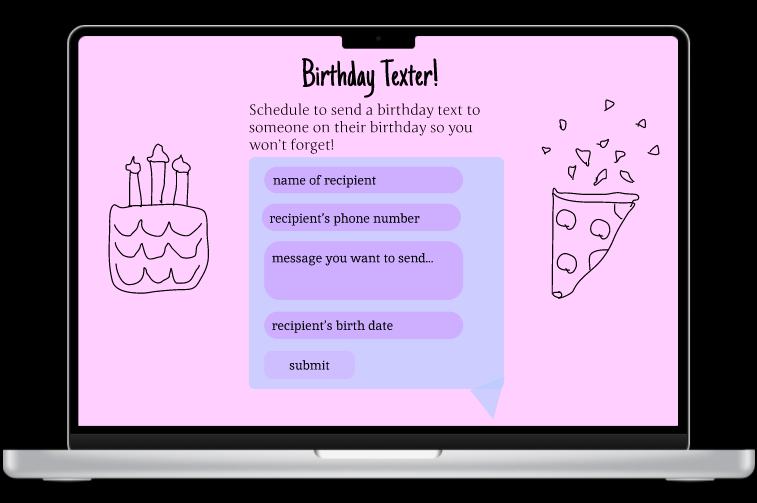 Birthday Texter!
Schedule to send a birthday text to
someone on their birthday so you
won't forget!
name of recipient
recipient's phone number
message you want to send...
recipient's birth date
submit